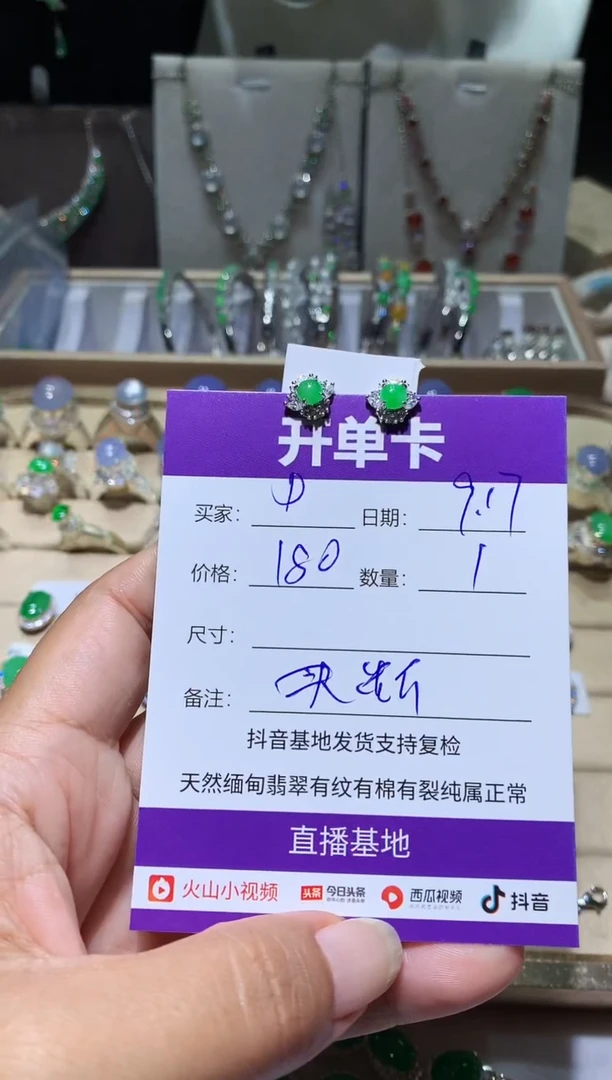 开单卡
买家: D 日期: 9.17
价格: 180 数量: 1
尺寸:
备注: 买断
抖音基地发货支持复检
天然缅甸翡翠有纹有棉有裂纯属正常
直播基地
火山小视频 头条 今日头条 西瓜视频 抖音